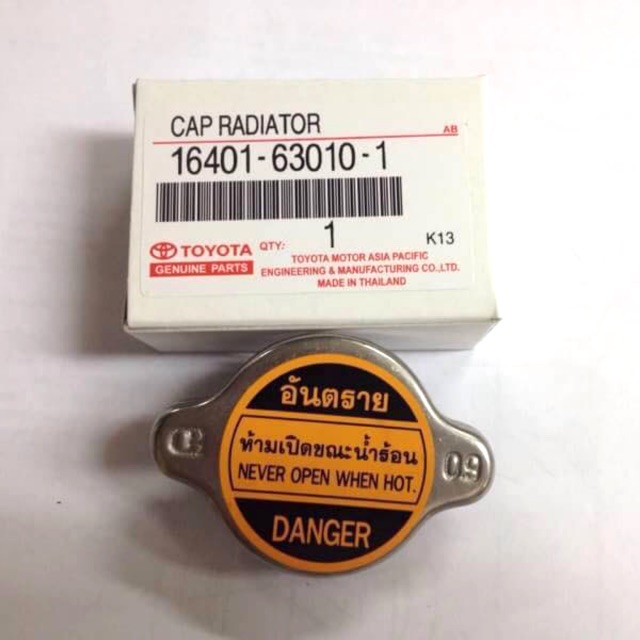 CAP RADIATOR
AB
16401-63010-1
1
K13
TOYOTA
QTY:
GENUINE PARTS
TOYOTA MOTOR ASIA PACIFIC
ENGINEERING & MANUFACTURING CO.,LTD.
MADE IN THAILAND
อันตราย
ห้ามเปิดขณะน้ำร้อน
NEVER OPEN WHEN HOT.
0.9
DANGER